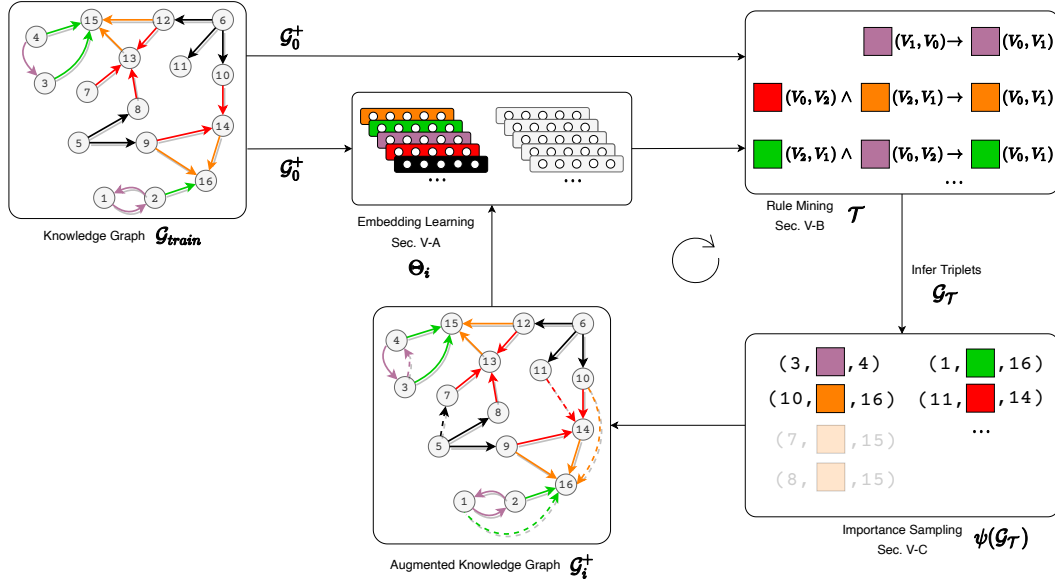 15
12
6
4
13
11
10
3
7
8
14
5
9
16
1
2
Knowledge Graph 𝒢train
𝒢₀⁺
𝒢₀⁺
...
...
Embedding Learning
Sec. V-A
Θᵢ
(V₁, V₀) → (V₀, V₁)
(V₀, V₂) ∧ (V₂, V₁) → (V₀, V₁)
(V₂, V₁) ∧ (V₀, V₂) → (V₀, V₁)
...
Rule Mining 𝒯
Sec. V-B
Infer Triplets
𝒢𝒯
(3, ,4) (1, ,16)
(10, ,16) (11, ,14)
(7, ,15) ...
(8, ,15)
Importance Sampling ψ(𝒢𝒯)
Sec. V-C
15
12
6
4
13
11
10
3
7
8
14
5
9
16
1
2
Augmented Knowledge Graph 𝒢ᵢ⁺